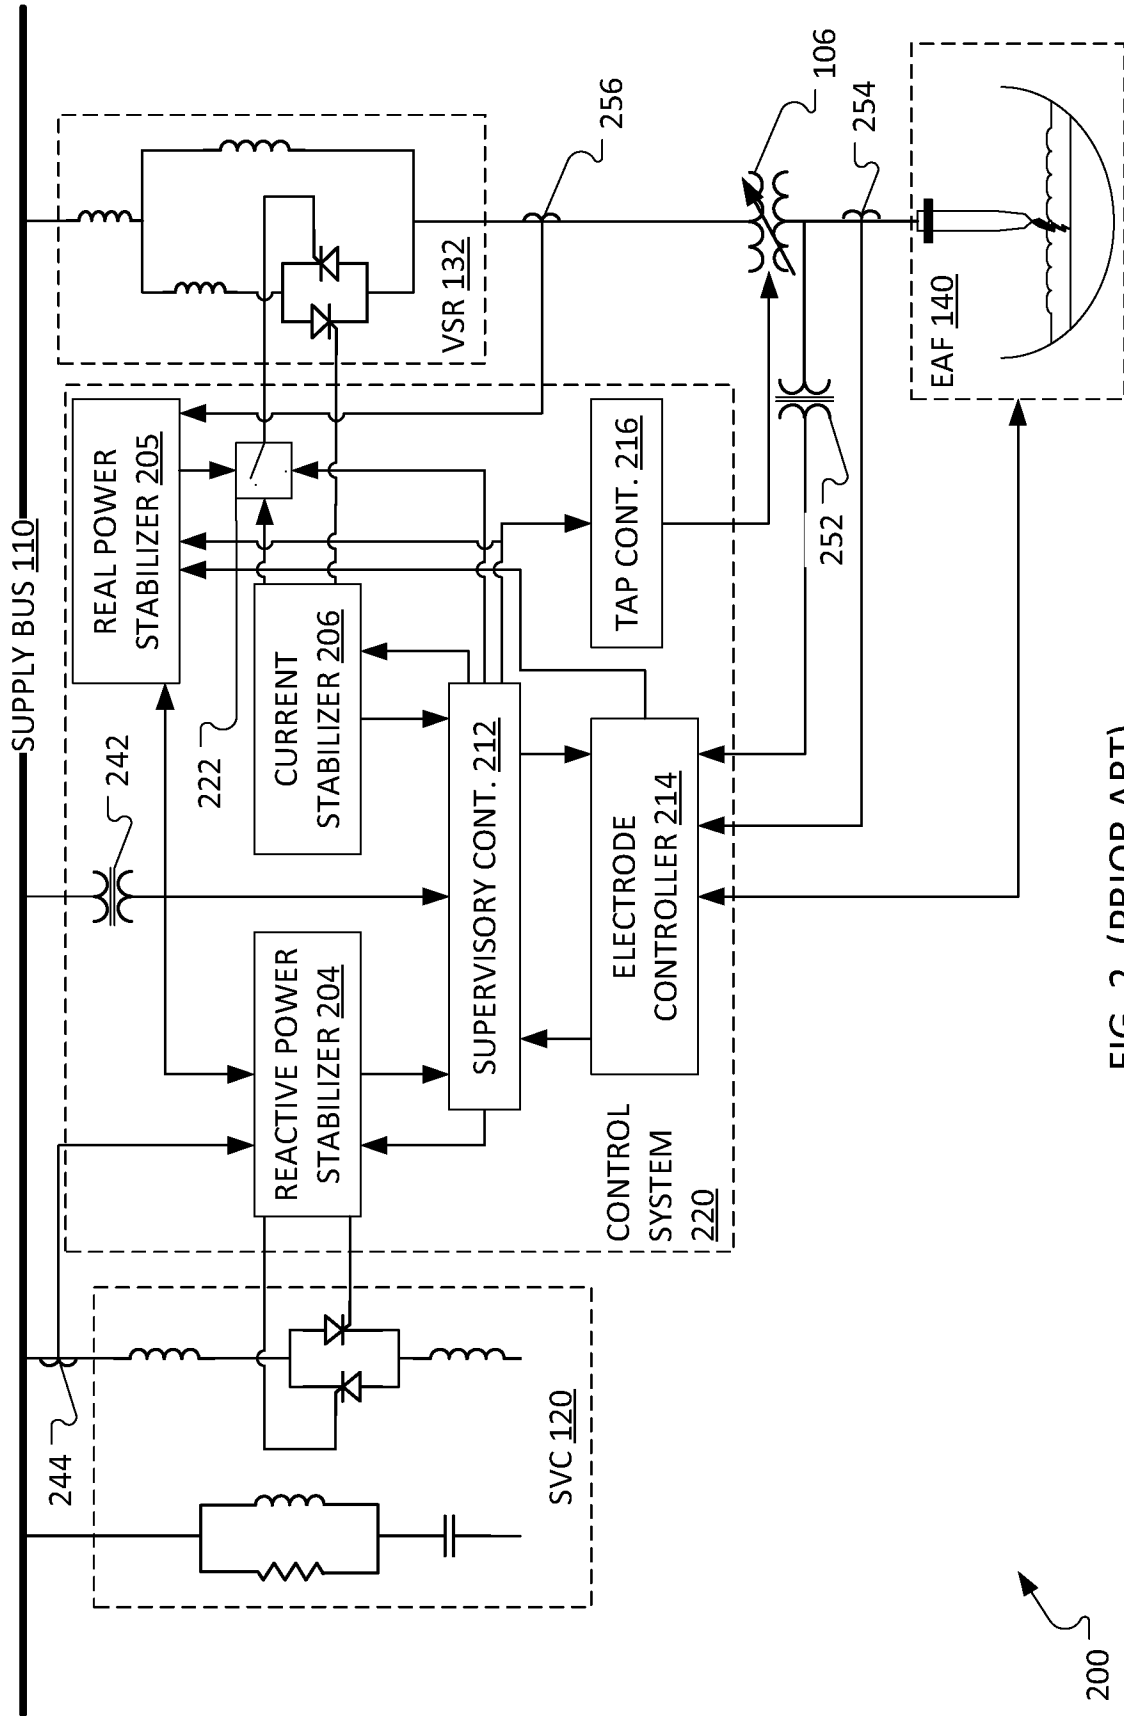 SUPPLY BUS 110
244
242
222
REAL POWER
STABILIZER 205
VSR 132
256
REACTIVE POWER
STABILIZER 204
CURRENT
STABILIZER 206
SVC 120
SUPERVISORY CONT. 212
CONTROL
SYSTEM
220
ELECTRODE
CONTROLLER 214
TAP CONT. 216
252
106
254
EAF 140
200
FIG. 2 (PRIOR ART)